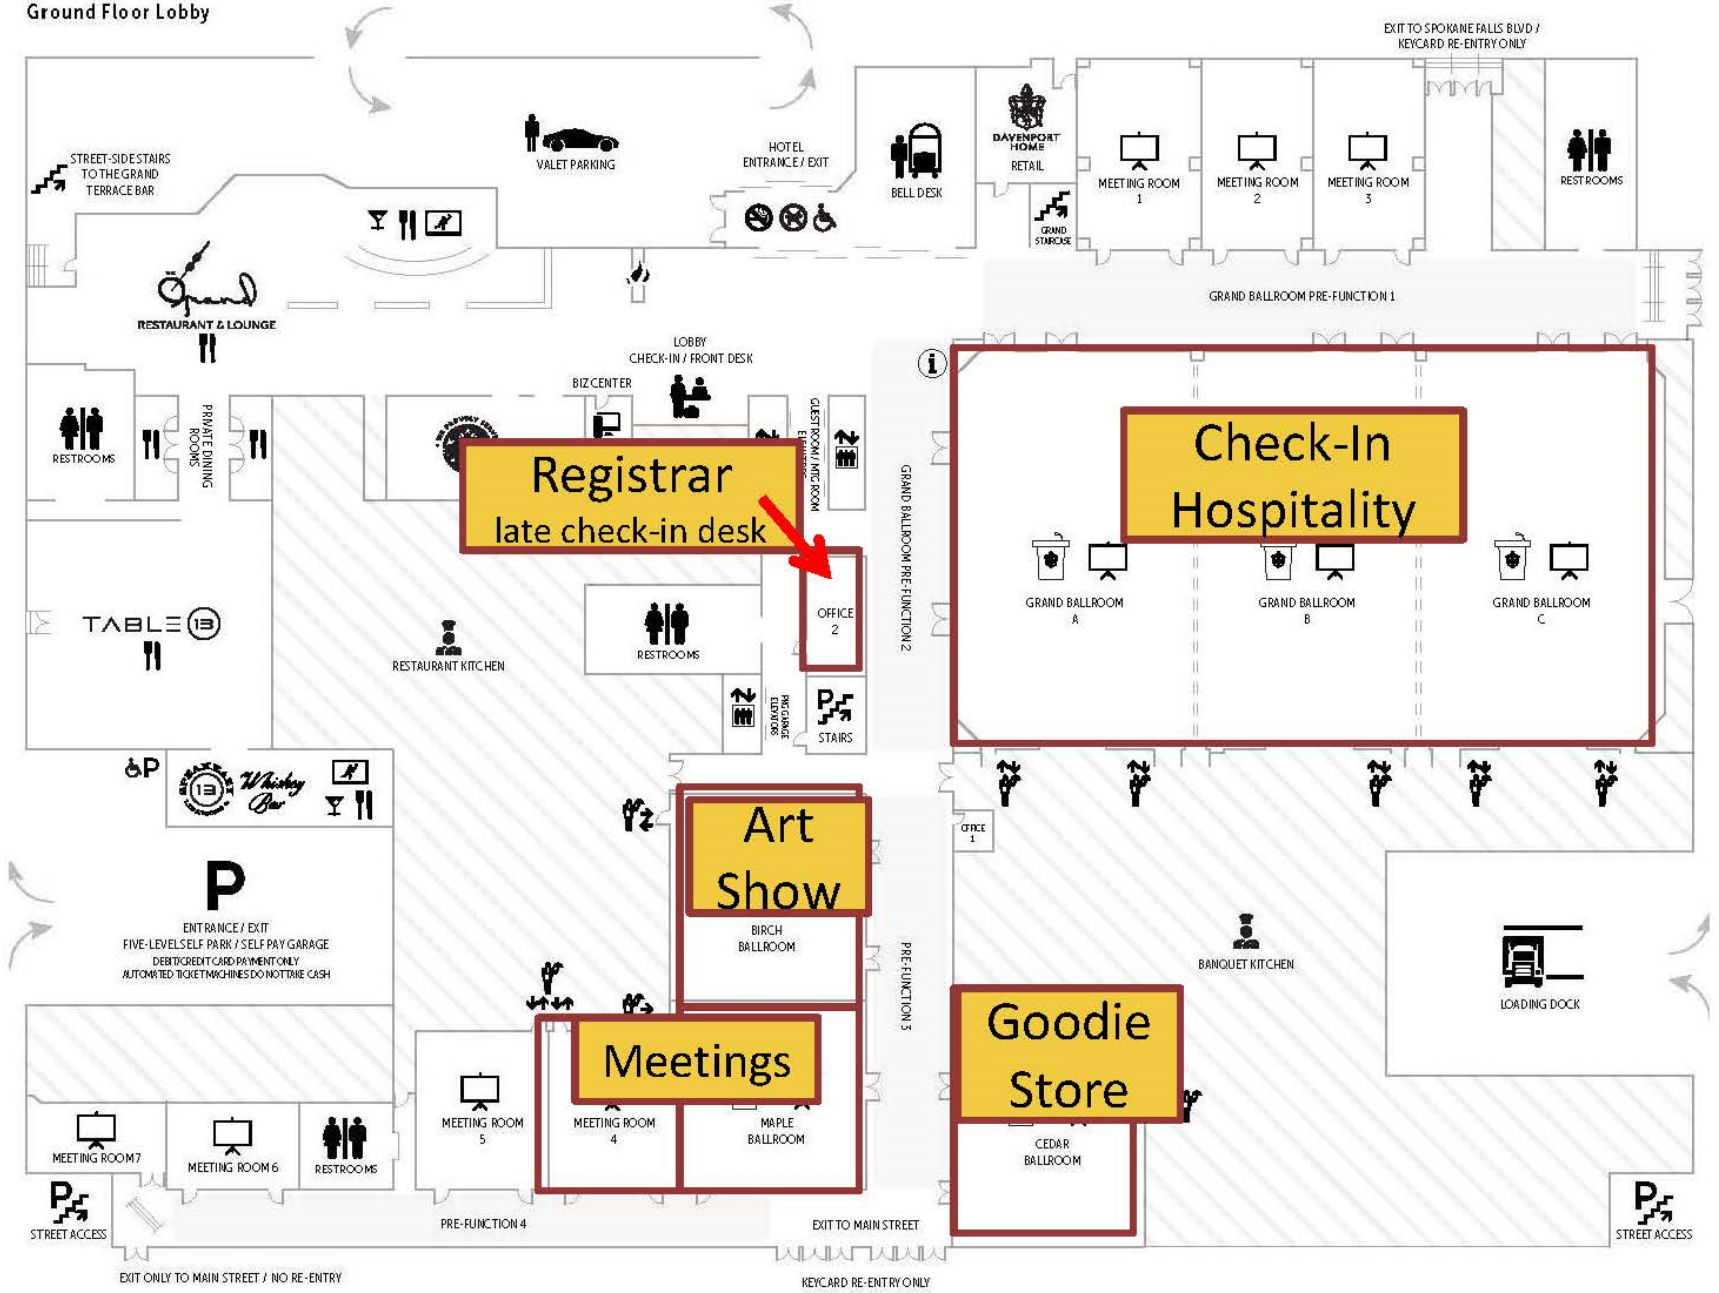 Ground Floor Lobby
EXIT TO SPOKANE FALLS BLVD /
KEYCARD RE-ENTRY ONLY
STREET-SIDE STAIRS
TO THE GRAND
TERRACE BAR
VALET PARKING
HOTEL
ENTRANCE / EXIT
BELL DESK
DAVENPORT
HOME
RETAIL
GRAND
STAIRCASE
MEETING ROOM
1
MEETING ROOM
2
MEETING ROOM
3
RESTROOMS
THE
Grand
RESTAURANT & LOUNGE
GRAND BALLROOM PRE-FUNCTION 1
LOBBY
CHECK-IN / FRONT DESK
BIZ CENTER
i
RESTROOMS
PRIVATE DINING
ROOMS
GUEST ROOM / MTG ROOM
Registrar
late check-in desk
GRAND BALLROOM PRE-FUNCTION 2
Check-In
Hospitality
GRAND BALLROOM
A
GRAND BALLROOM
B
GRAND BALLROOM
C
OFFICE
2
TABLE 13
RESTAURANT KITCHEN
RESTROOMS
PKG GARAGE
ELEVATORS
P
STAIRS
P
13
Whiskey
Bar
Art
Show
BIRCH
BALLROOM
OFFICE
1
P
ENTRANCE / EXIT
FIVE-LEVEL SELF PARK / SELF PAY GARAGE
DEBIT/CREDIT CARD PAYMENT ONLY
AUTOMATED TICKET MACHINES DO NOT TAKE CASH
PRE-FUNCTION 3
BANQUET KITCHEN
LOADING DOCK
Meetings
Goodie
Store
MEETING ROOM
5
MEETING ROOM
4
MAPLE
BALLROOM
CEDAR
BALLROOM
MEETING ROOM 7
MEETING ROOM 6
RESTROOMS
P
STREET ACCESS
PRE-FUNCTION 4
EXIT TO MAIN STREET
P
STREET ACCESS
EXIT ONLY TO MAIN STREET / NO RE-ENTRY
KEYCARD RE-ENTRY ONLY